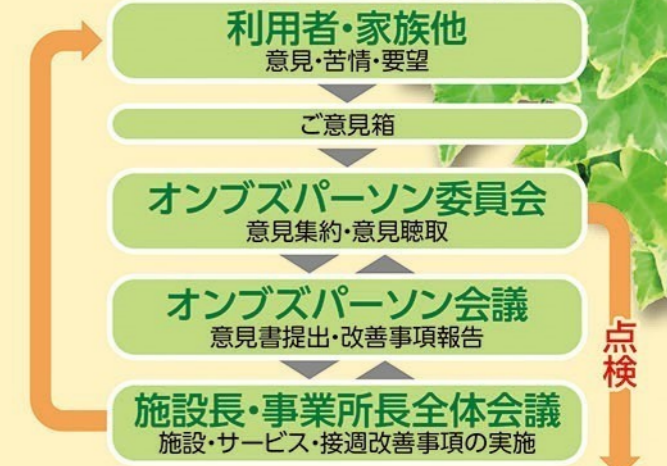 利用者・家族他
意見・苦情・要望
ご意見箱
オンブズパーソン委員会
意見集約・意見聴取
オンブズパーソン会議
意見書提出・改善事項報告
点検
施設長・事業所長全体会議
施設・サービス・接週改善事項の実施